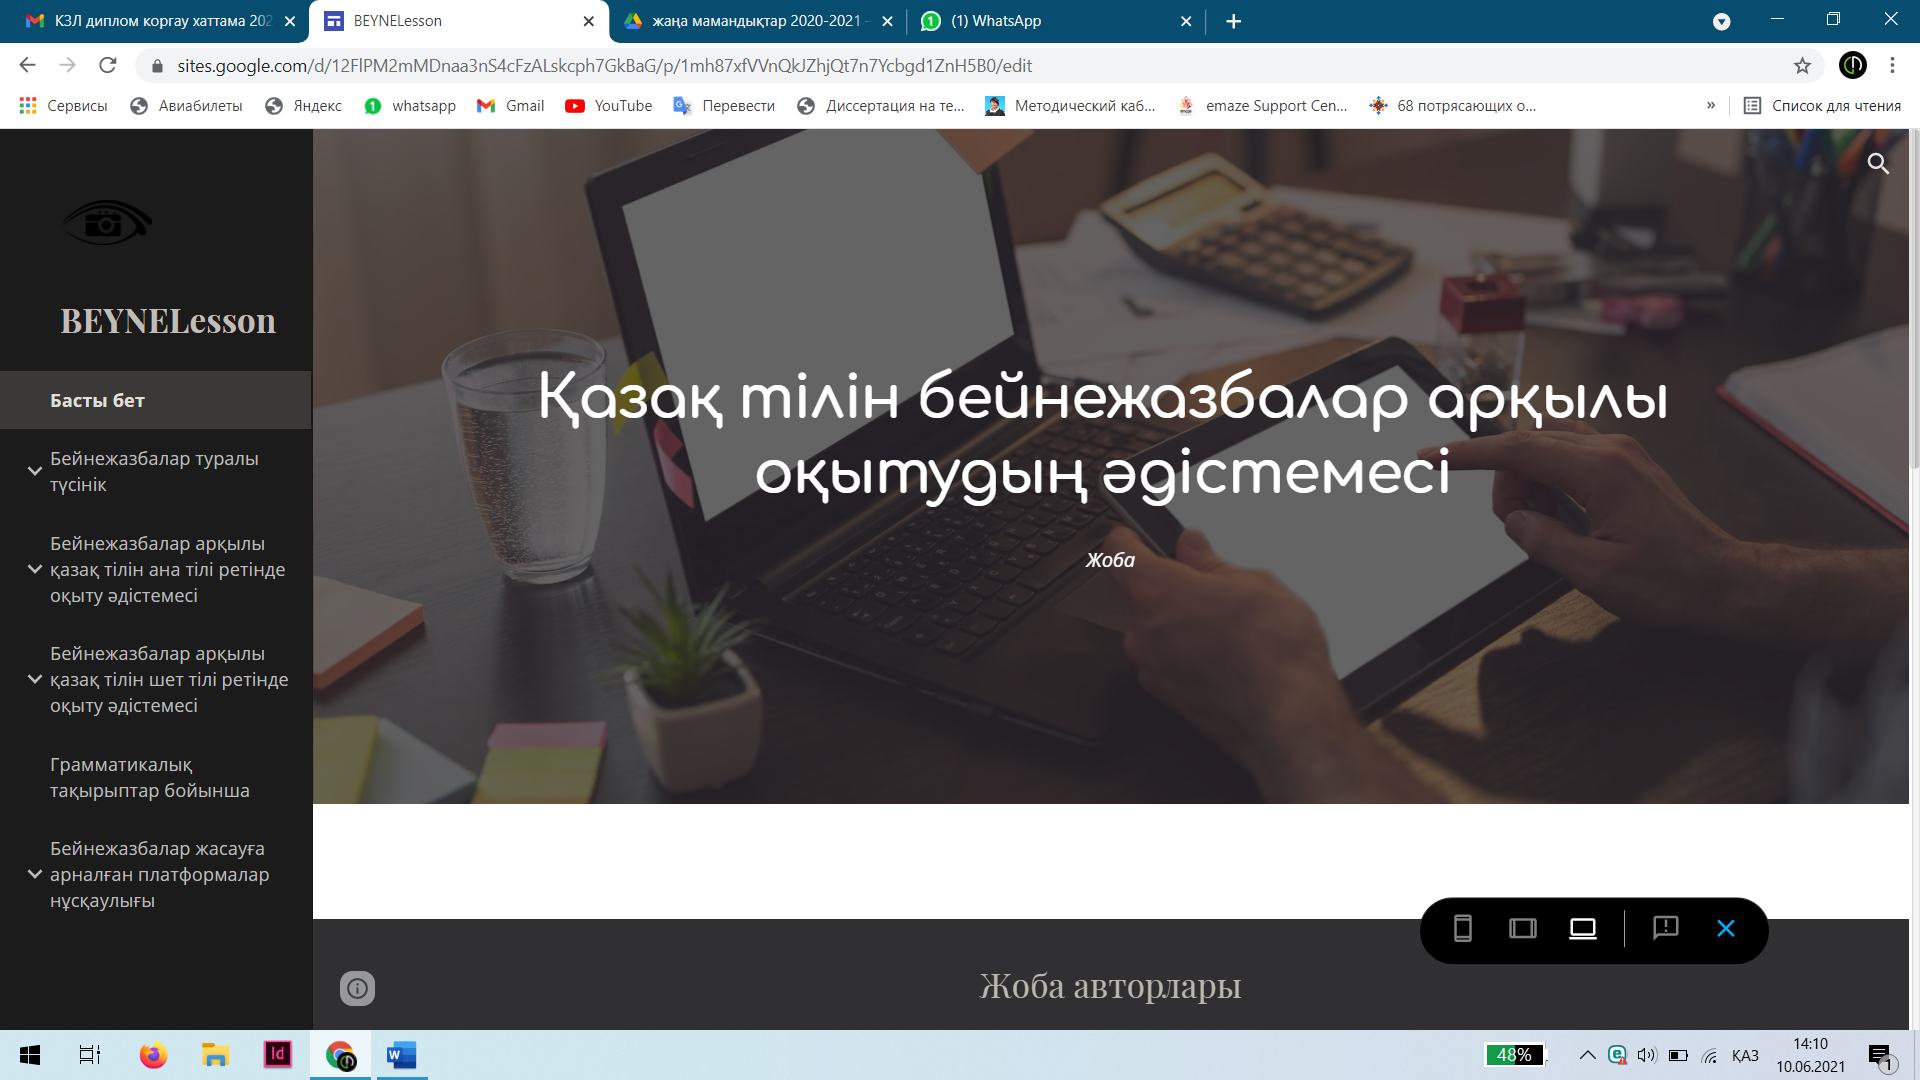 КЗЛ диплом коргау хаттама 202
BEYNELesson
жаңа мамандықтар 2020-2021 -
(1) WhatsApp
sites.google.com/d/12FlPM2mMDnaa3nS4cFzALskcph7GkBaG/p/1mh87xfVVnQkJZhjQt7n7Ycbgd1ZnH5B0/edit
Сервисы
Авиабилеты
Яндекс
whatsapp
Gmail
YouTube
Перевести
Диссертация на те...
Методический каб...
emaze Support Cen...
68 потрясающих о...
»
Список для чтения
BEYNELesson
Басты бет
Бейнежазбалар туралы
түсінік
Бейнежазбалар арқылы
қазақ тілін ана тілі ретінде
оқыту әдістемесі
Бейнежазбалар арқылы
қазақ тілін шет тілі ретінде
оқыту әдістемесі
Грамматикалық
тақырыптар бойынша
Бейнежазбалар жасауға
арналған платформалар
нұсқаулығы
Қазақ тілін бейнежазбалар арқылы
оқытудың әдістемесі
Жоба
Жоба авторлары
48%
ҚАЗ
14:10
10.06.2021
1